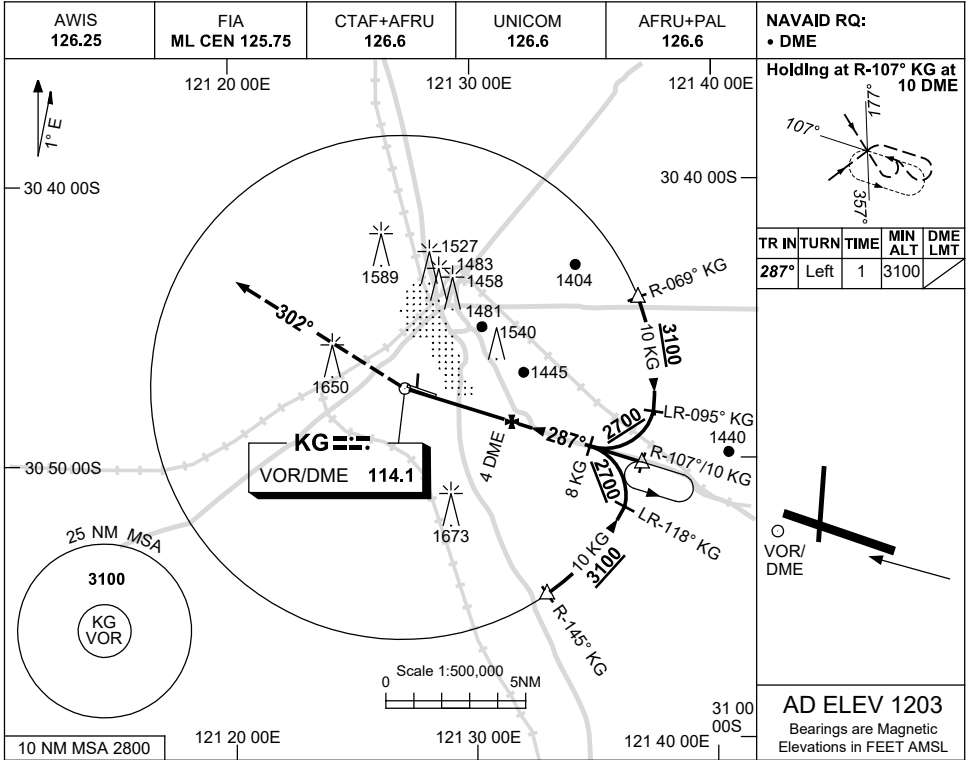 AWIS
126.25
FIA
ML CEN 125.75
CTAF+AFRU
126.6
UNICOM
126.6
AFRU+PAL
126.6
NAVAID RQ:
• DME
Holding at R-107° KG at
10 DME
177°
107°
357°
TR IN TURN TIME MIN ALT DME LMT
287° Left 1 3100
121 20 00E
121 30 00E
121 40 00E
1° E
30 40 00S
30 40 00S
1589
1527
1483
1458
1481
1540
1445
1404
R-069° KG
3100
10 KG
302°
1650
LR-095° KG
2700
1440
287°
4 DME
R-107°/10 KG
8 KG
2700
KG
VOR/DME 114.1
30 50 00S
LR-118° KG
1673
10 KG
3100
R-145° KG
25 NM MSA
3100
KG
VOR
VOR/
DME
Scale 1:500,000
0 5NM
31 00
00S
121 20 00E
121 30 00E
121 40 00E
10 NM MSA 2800
AD ELEV 1203
Bearings are Magnetic
Elevations in FEET AMSL